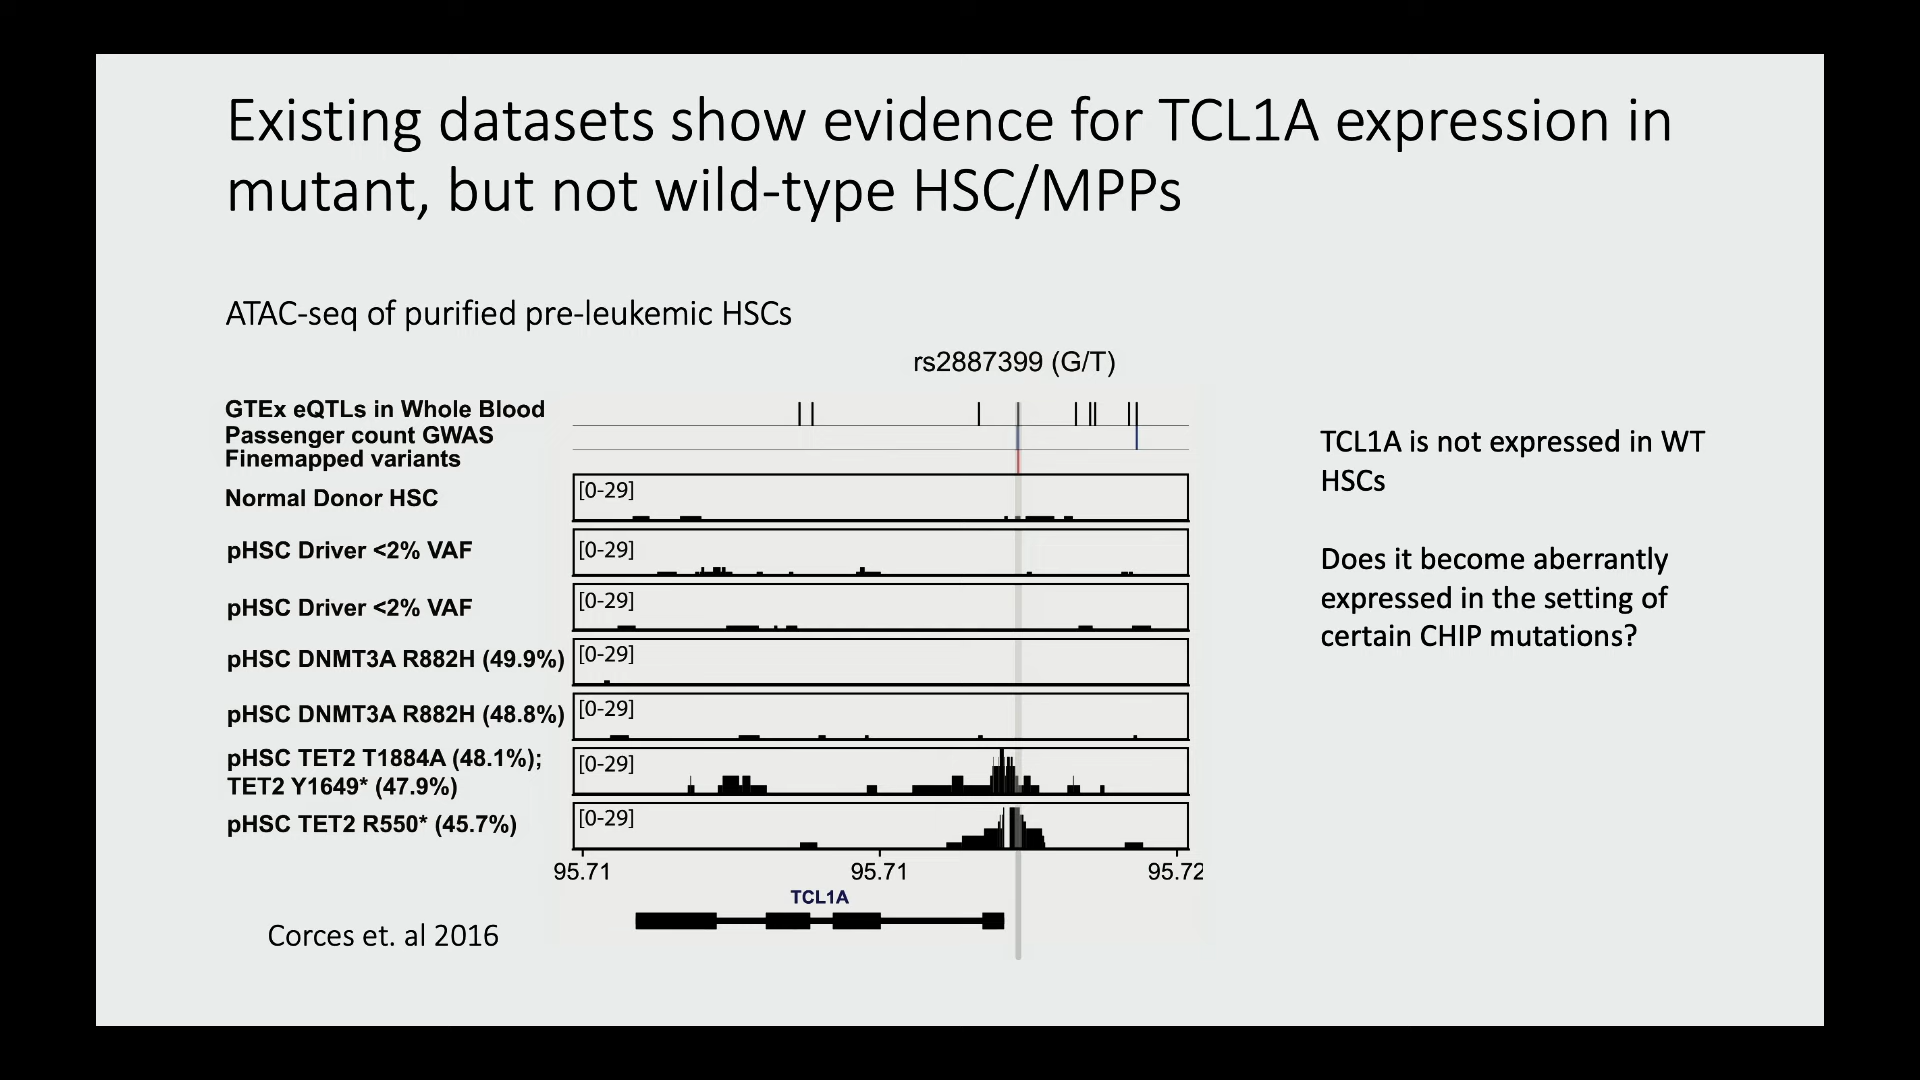 Existing datasets show evidence for TCL1A expression in
mutant, but not wild-type HSC/MPPs
ATAC-seq of purified pre-leukemic HSCs
rs2887399 (G/T)
GTEx eQTLs in Whole Blood
Passenger count GWAS
Finemapped variants
Normal Donor HSC
[0-29]
pHSC Driver <2% VAF
[0-29]
pHSC Driver <2% VAF
[0-29]
pHSC DNMT3A R882H (49.9%)
[0-29]
pHSC DNMT3A R882H (48.8%)
[0-29]
pHSC TET2 T1884A (48.1%);
TET2 Y1649* (47.9%)
[0-29]
pHSC TET2 R550* (45.7%)
[0-29]
95.71 95.71 95.72
TCL1A
Corces et. al 2016
TCL1A is not expressed in WT
HSCs
Does it become aberrantly
expressed in the setting of
certain CHIP mutations?